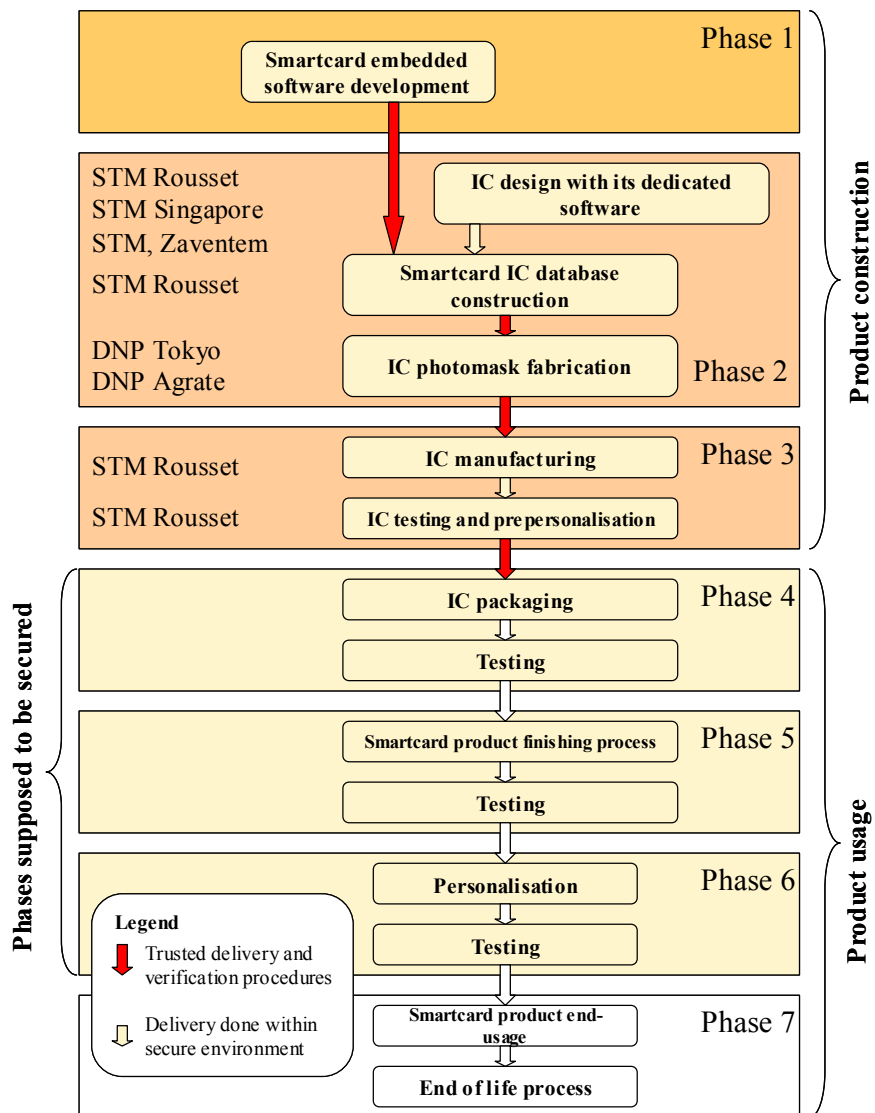 Phase 1
Smartcard embedded
software development
STM Rousset
STM Singapore
STM, Zaventem
IC design with its dedicated
software
STM Rousset
Smartcard IC database
construction
DNP Tokyo
DNP Agrate
IC photomask fabrication
Phase 2
Product construction
Phase 3
STM Rousset
IC manufacturing
STM Rousset
IC testing and prepersonalisation
Phase 4
IC packaging
Testing
Phases supposed to be secured
Phase 5
Smartcard product finishing process
Testing
Product usage
Phase 6
Personalisation
Testing
Legend
Trusted delivery and
verification procedures
Delivery done within
secure environment
Phase 7
Smartcard product end-
usage
End of life process